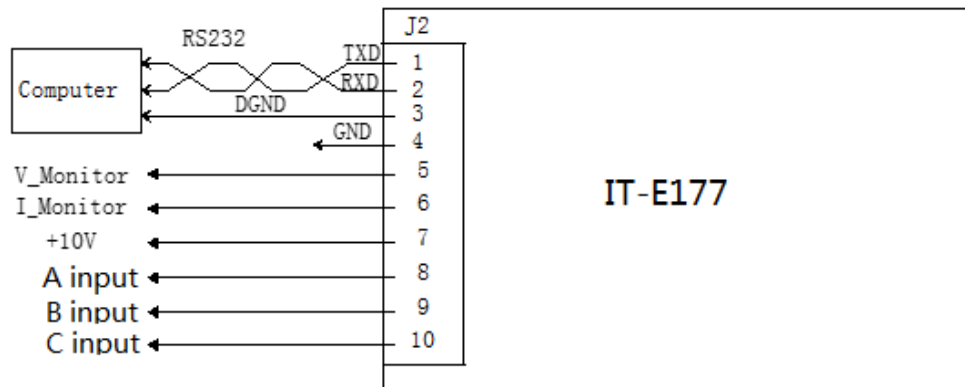 J2
RS232
TXD 1
Computer
RXD 2
DGND 3
GND 4
V_Monitor 5
IT-E177
I_Monitor 6
+10V 7
A input 8
B input 9
C input 10